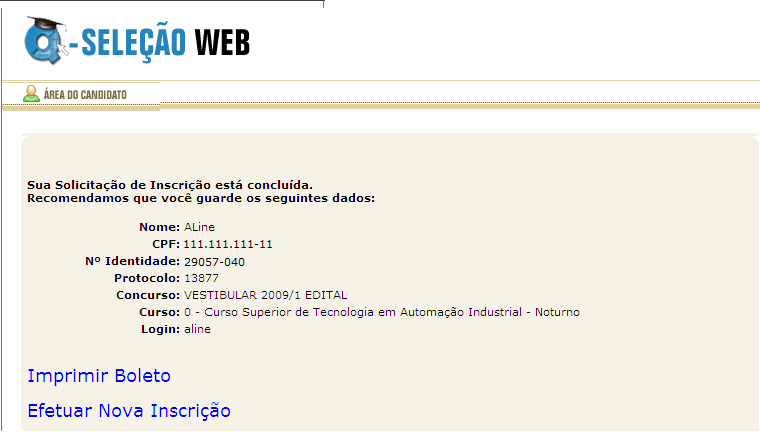 Q-SELEÇÃO WEB
ÁREA DO CANDIDATO
Sua Solicitação de Inscrição está concluída.
Recomendamos que você guarde os seguintes dados:
Nome: ALine
CPF: 111.111.111-11
Nº Identidade: 29057-040
Protocolo: 13877
Concurso: VESTIBULAR 2009/1 EDITAL
Curso: 0 - Curso Superior de Tecnologia em Automação Industrial - Noturno
Login: aline
Imprimir Boleto
Efetuar Nova Inscrição